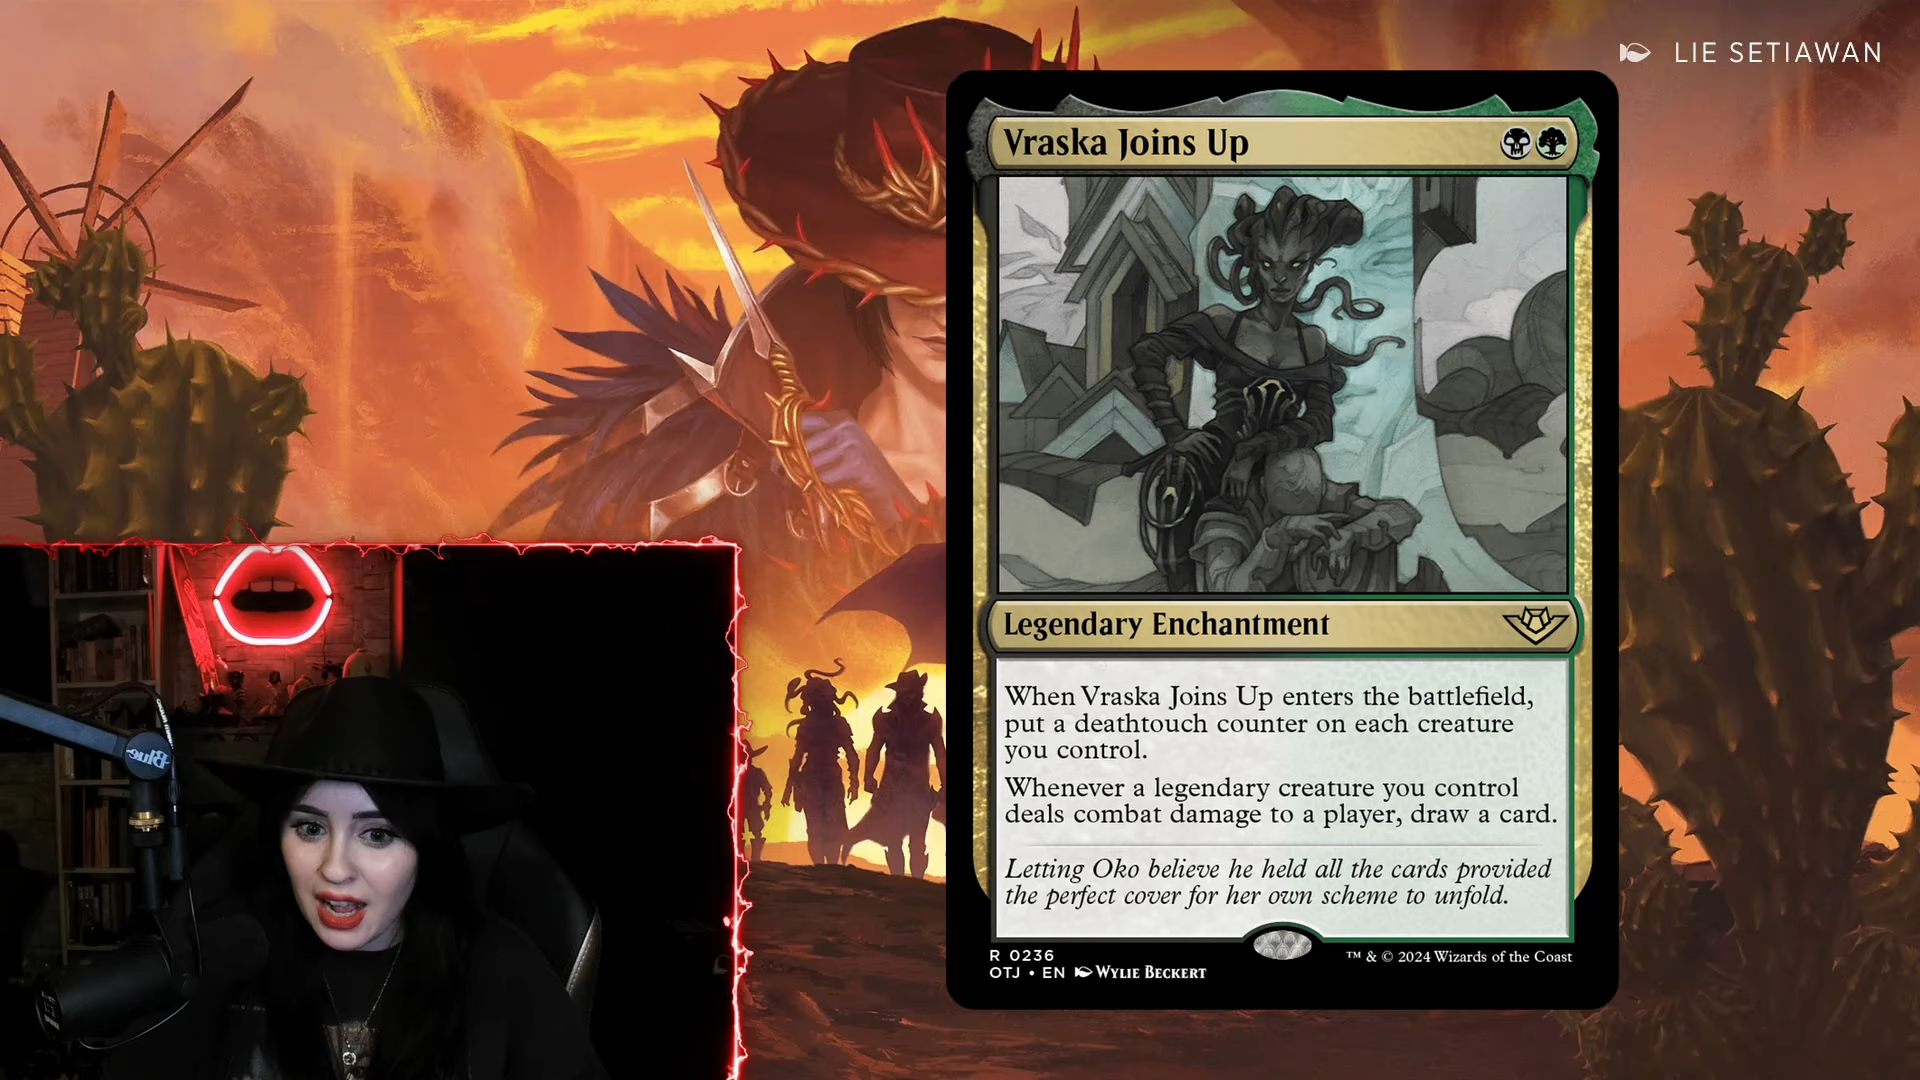 LIE SETIAWAN
Vraska Joins Up
Legendary Enchantment
When Vraska Joins Up enters the battlefield,
put a deathtouch counter on each creature
you control.
Whenever a legendary creature you control
deals combat damage to a player, draw a card.
Letting Oko believe he held all the cards provided
the perfect cover for her own scheme to unfold.
R 0236
OTJ • EN WYLIE BECKERT
™ & © 2024 Wizards of the Coast
Blue